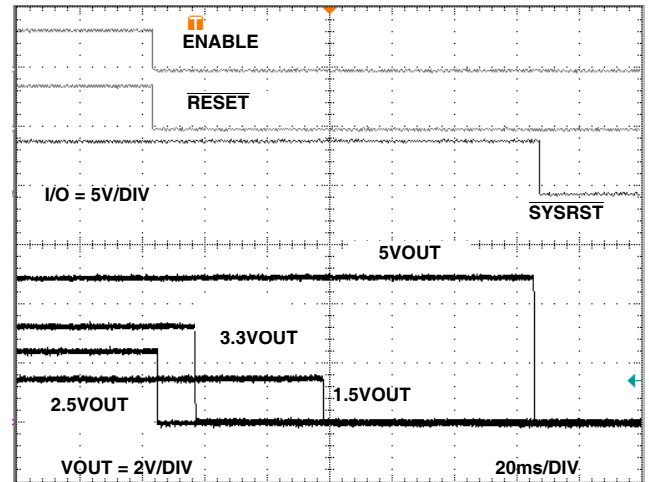 T
ENABLE
RESET
I/O = 5V/DIV
SYSRST
5VOUT
3.3VOUT
2.5VOUT
1.5VOUT
VOUT = 2V/DIV
20ms/DIV